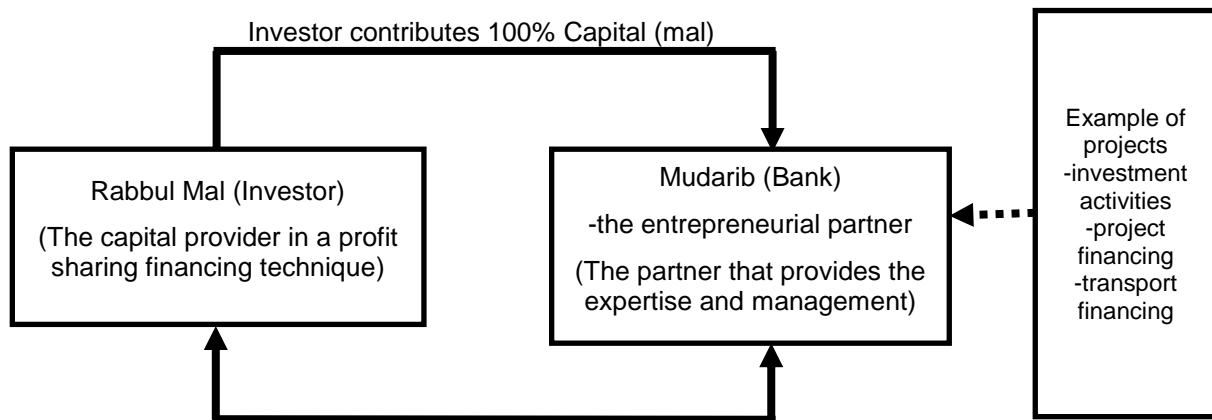 Investor contributes 100% Capital (mal)
Rabbul Mal (Investor)
(The capital provider in a profit
sharing financing technique)
Mudarib (Bank)
-the entrepreneurial partner
(The partner that provides the
expertise and management)
Example of
projects
-investment
activities
-project
financing
-transport
financing